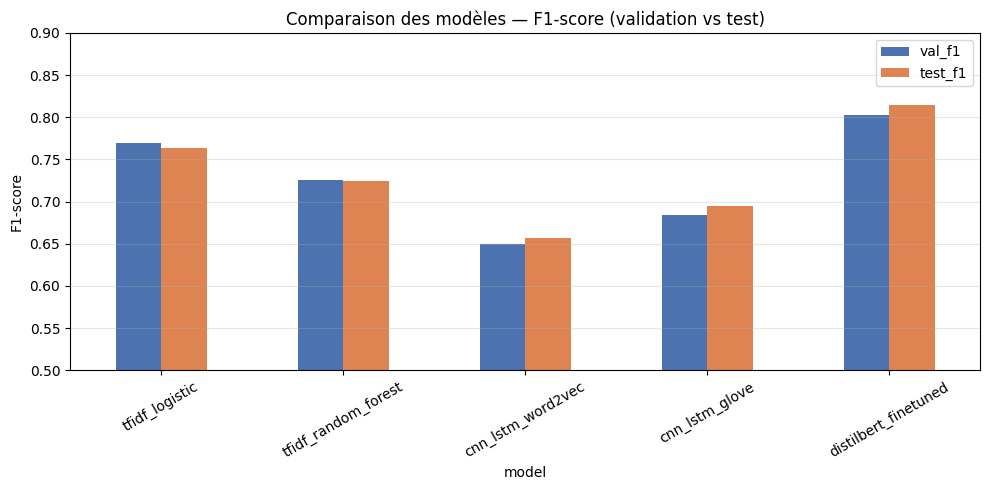 Comparaison des modèles — F1-score (validation vs test)
val_f1
test_f1
F1-score
0.90
0.85
0.80
0.75
0.70
0.65
0.60
0.55
0.50
tfidf_logistic
tfidf_random_forest
cnn_lstm_word2vec
cnn_lstm_glove
distilbert_finetuned
model